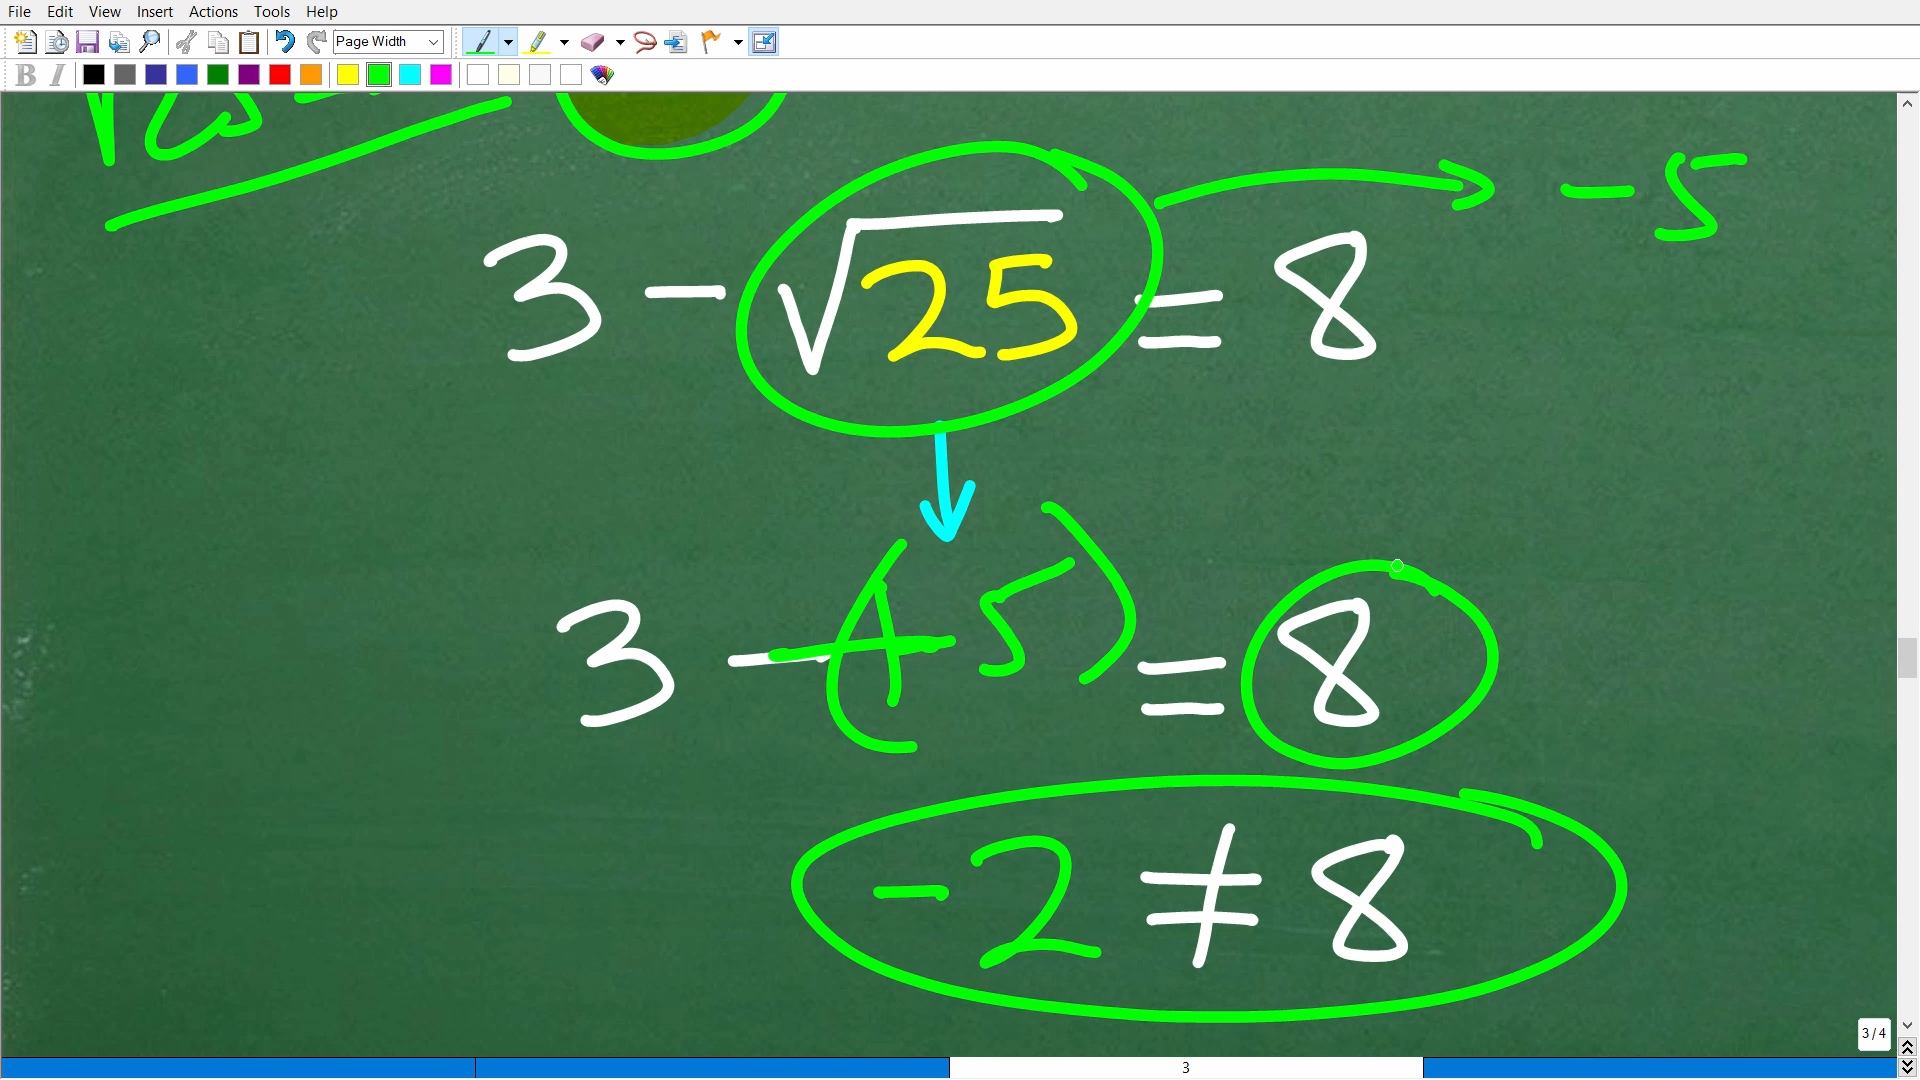 File Edit View Insert Actions Tools Help
Page Width
B I
→ -5
3 - √25 = 8
3 - (+5) = 8
-2 ≠ 8
3 / 4
3